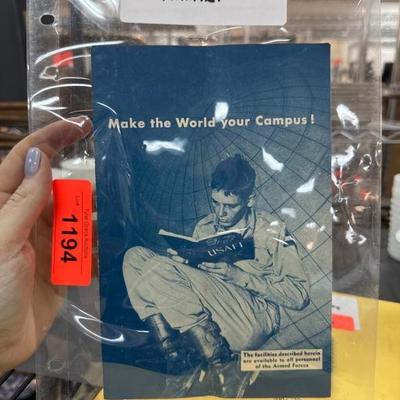 Make the World your Campus!
USAFI
The facilities described herein
are available to all personnel
of the Armed Forces
Lot
1194